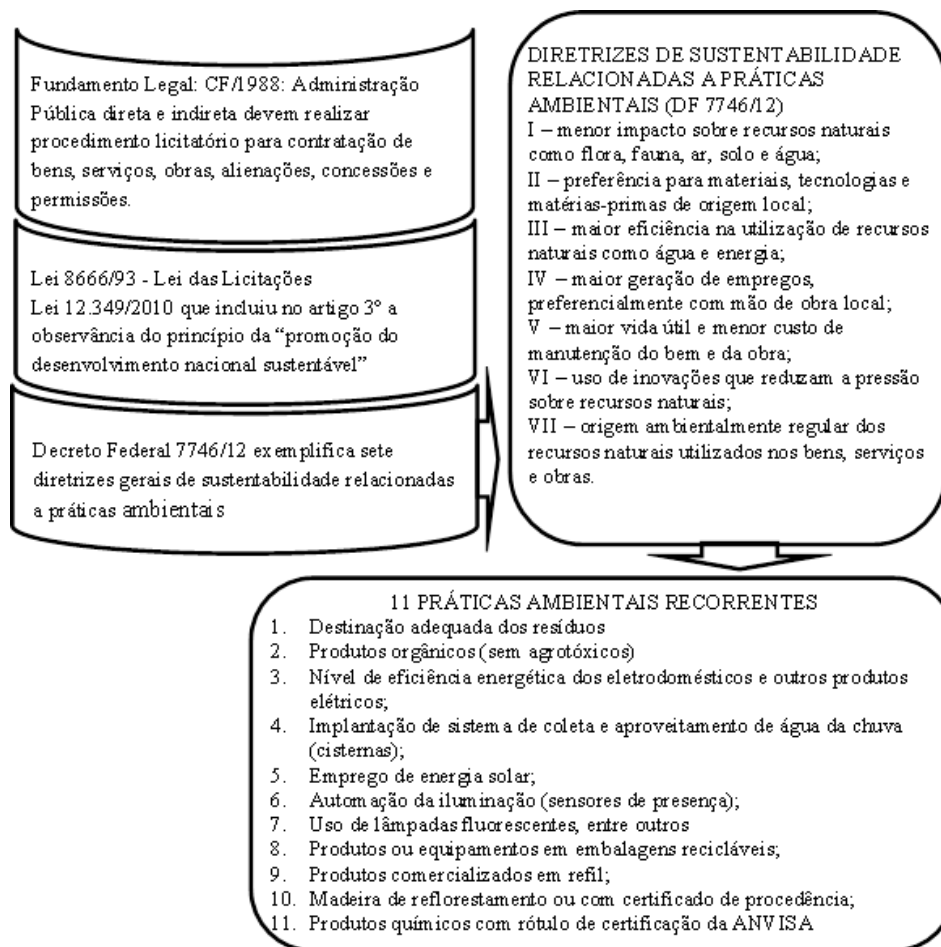 Fundamento Legal: CF/1988: Administração
Pública direta e indireta devem realizar
procedimento licitatório para contratação de
bens, serviços, obras, alienações, concessões e
permissões.
Lei 8666/93 - Lei das Licitações
Lei 12.349/2010 que incluiu no artigo 3º a
observância do princípio da “promoção do
desenvolvimento nacional sustentável”
Decreto Federal 7746/12 exemplifica sete
diretrizes gerais de sustentabilidade relacionadas
a práticas ambientais
DIRETRIZES DE SUSTENTABILIDADE
RELACIONADAS A PRÁTICAS
AMBIENTAIS (DF 7746/12)
I – menor impacto sobre recursos naturais
como flora, fauna, ar, solo e água;
II – preferência para materiais, tecnologias e
matérias-primas de origem local;
III – maior eficiência na utilização de recursos
naturais como água e energia;
IV – maior geração de empregos,
preferencialmente com mão de obra local;
V – maior vida útil e menor custo de
manutenção do bem e da obra;
VI – uso de inovações que reduzam a pressão
sobre recursos naturais;
VII – origem ambientalmente regular dos
recursos naturais utilizados nos bens, serviços
e obras.
11 PRÁTICAS AMBIENTAIS RECORRENTES
1. Destinação adequada dos resíduos
2. Produtos orgânicos (sem agrotóxicos)
3. Nível de eficiência energética dos eletrodomésticos e outros produtos
elétricos;
4. Implantação de sistema de coleta e aproveitamento de água da chuva
(cisternas);
5. Emprego de energia solar;
6. Automação da iluminação (sensores de presença);
7. Uso de lâmpadas fluorescentes, entre outros
8. Produtos ou equipamentos em embalagens recicláveis;
9. Produtos comercializados em refil;
10. Madeira de reflorestamento ou com certificado de procedência;
11. Produtos químicos com rótulo de certificação da ANVISA